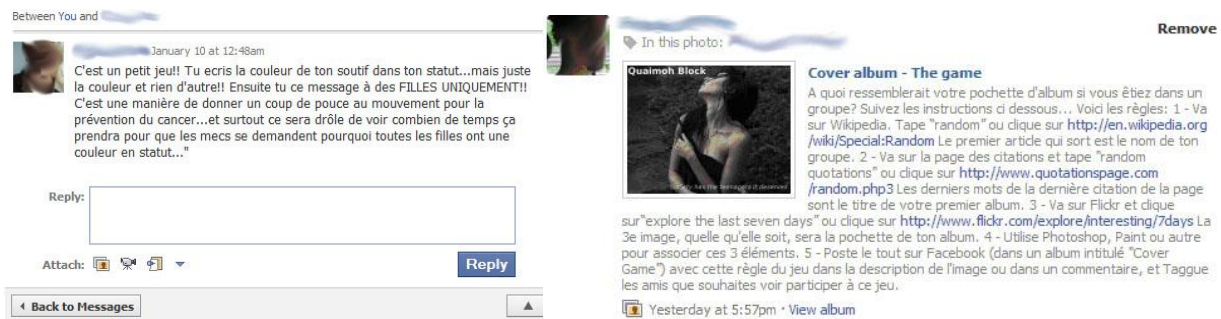 Between You and
January 10 at 12:48am
C'est un petit jeu!! Tu ecris la couleur de ton soutif dans ton statut...mais juste
la couleur et rien d'autre!! Ensuite tu ce message à des FILLES UNIQUEMENT!!
C'est une manière de donner un coup de pouce au mouvement pour la
prévention du cancer...et surtout ce sera drôle de voir combien de temps ça
prendra pour que les mecs se demandent pourquoi toutes les filles ont une
couleur en statut..."
Reply:
Attach:
Reply
Back to Messages
Remove
In this photo:
Quaimoh Block
has the teenagers it deserves
Cover album - The game
A quoi ressemblerait votre pochette d'album si vous êtiez dans un
groupe? Suivez les instructions ci dessous... Voici les règles: 1 - Va
sur Wikipedia. Tape "random" ou clique sur http://en.wikipedia.org
/wiki/Special:Random Le premier article qui sort est le nom de ton
groupe. 2 - Va sur la page des citations et tape "random
quotations" ou clique sur http://www.quotationspage.com
/random.php3 Les derniers mots de la dernière citation de la page
sont le titre de votre premier album. 3 - Va sur Flickr et clique
sur"explore the last seven days" ou clique sur http://www.flickr.com/explore/interesting/7days La
3e image, quelle qu'elle soit, sera la pochette de ton album. 4 - Utilise Photoshop, Paint ou autre
pour associer ces 3 éléments. 5 - Poste le tout sur Facebook (dans un album intitulé "Cover
Game") avec cette règle du jeu dans la description de l'image ou dans un commentaire, et Taggue
les amis que souhaites voir participer à ce jeu.
Yesterday at 5:57pm · View album